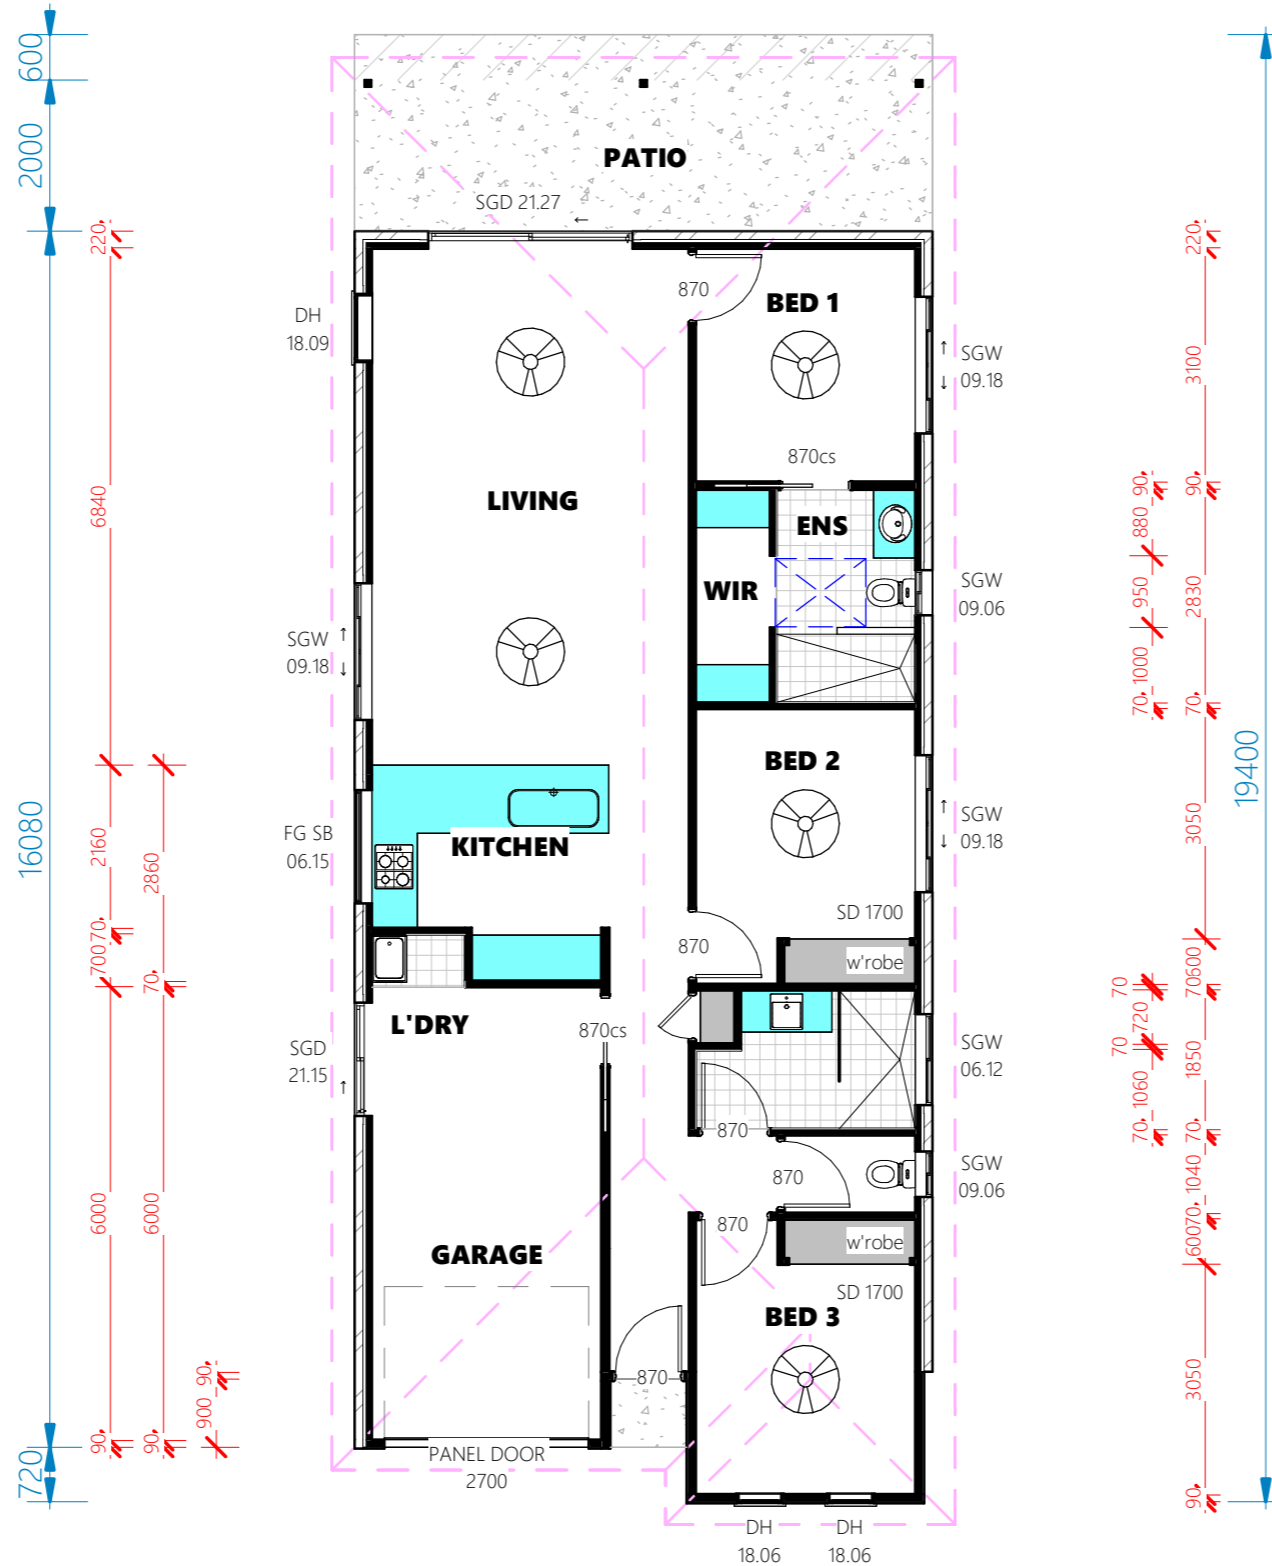 600
2000
16080
720
220
6840
2160
70
700
6000
90
2860
70
6000
90
90
900
PATIO
SGD 21.27
←
DH
18.09
870
BED 1
↑
↓
SGW
09.18
870cs
LIVING
ENS
WIR
SGW
09.06
SGW
09.18
↑
↓
BED 2
↑
↓
SGW
09.18
FG SB
06.15
KITCHEN
SD 1700
870
w'robe
L'DRY
870cs
SGD
21.15
↑
SGW
06.12
870
870
SGW
09.06
870
w'robe
GARAGE
SD 1700
BED 3
870
PANEL DOOR
2700
DH
18.06
DH
18.06
90
880
950
1000
70
70
720
70
1060
70
220
3100
90
2830
70
3050
600
70
1850
70
1040
70
600
3050
90
19400